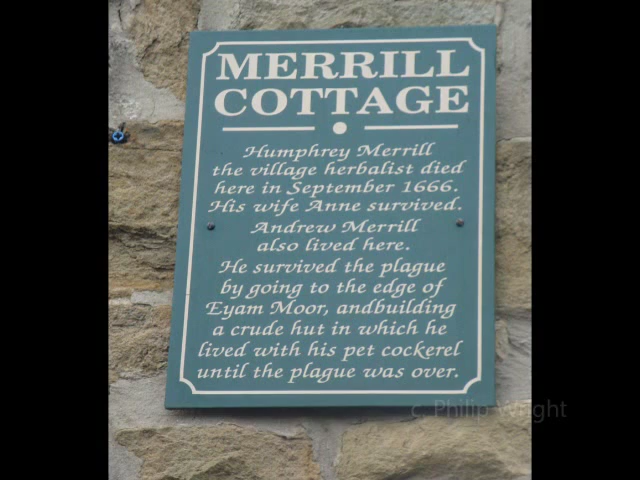 MERRILL
COTTAGE
Humphrey Merrill
the village herbalist died
here in September 1666.
His wife Anne survived.
Andrew Merrill
also lived here.
He survived the plague
by going to the edge of
Eyam Moor, andbuilding
a crude hut in which he
lived with his pet cockerel
until the plague was over.
c. Philip Wright